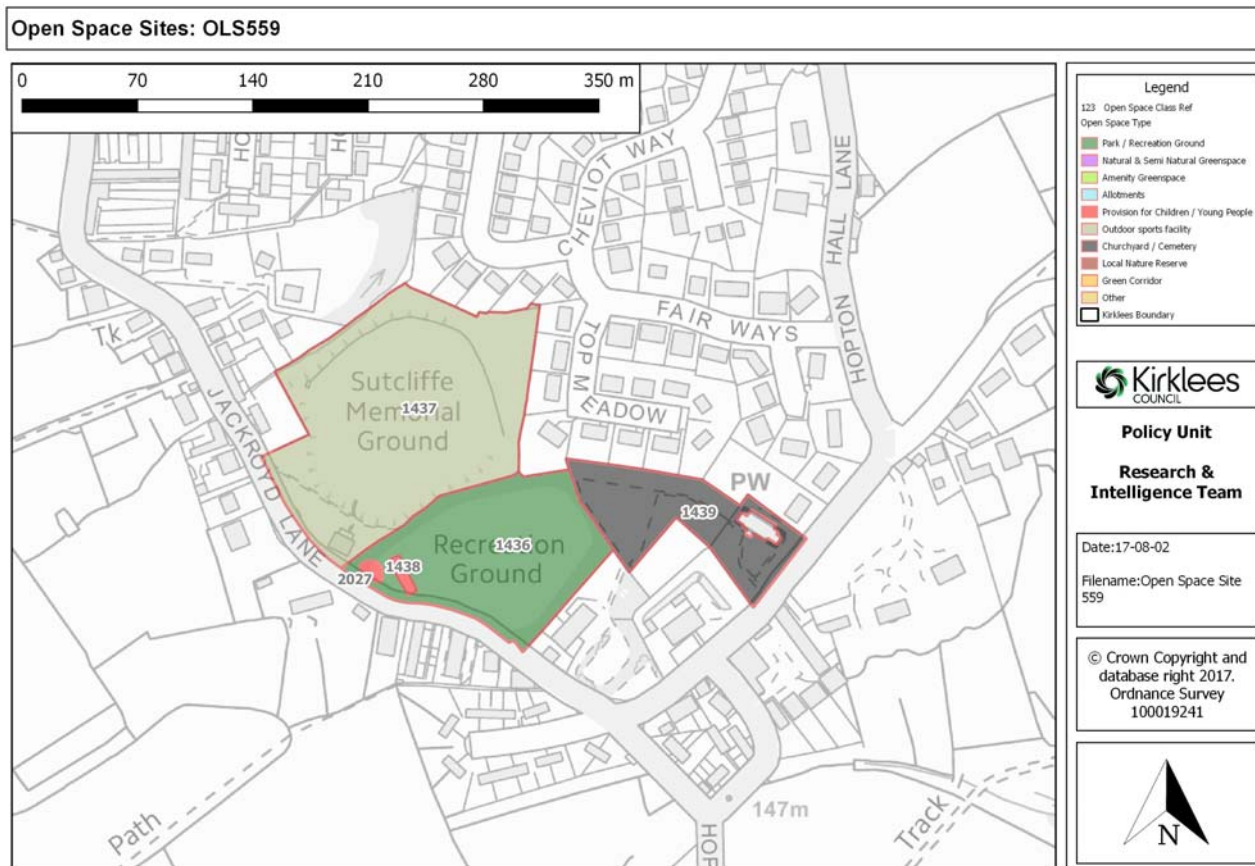 Open Space Sites: OLS559
0 70 140 210 280 350 m
HO
HO
CHEVIOT WAY
HALL LANE
HOPTON
FAIR WAYS
TOP MEADOW
Tk
JACKROYD LANE
Sutcliffe
Memorial
1437
Ground
PW
1439
Recreation
1436
Ground
1438
2027
147m
HOP
Path
Track
Legend
123 Open Space Class Ref
Open Space Type
Park / Recreation Ground
Natural & Semi Natural Greenspace
Amenity Greenspace
Allotments
Provision for Children / Young People
Outdoor sports facility
Churchyard / Cemetery
Local Nature Reserve
Green Corridor
Other
Kirklees Boundary
Kirklees
COUNCIL
Policy Unit
Research &
Intelligence Team
Date:17-08-02
Filename:Open Space Site
559
© Crown Copyright and
database right 2017.
Ordnance Survey
100019241
N